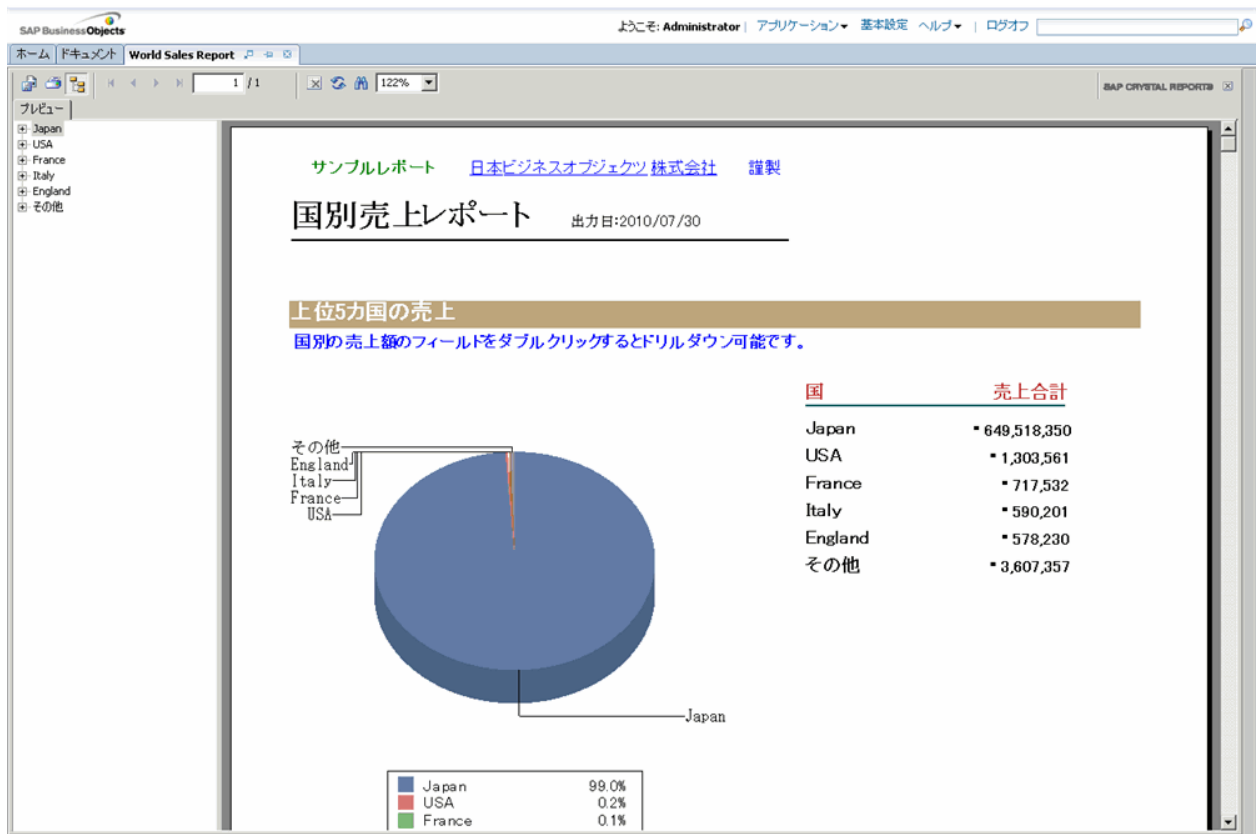 SAP BusinessObjects
ようこそ: Administrator | アプリケーション 基本設定 ヘルプ | ログオフ
ホーム ドキュメント World Sales Report
1 / 1 122%
SAP CRYSTAL REPORTS
プレビュー
Japan
USA
France
Italy
England
その他
サンプルレポート 日本ビジネスオブジェクツ 株式会社 謹製
国別売上レポート 出力日:2010/07/30
上位5カ国の売上
国別の売上額のフィールドをダブルクリックするとドリルダウン可能です。
国 売上合計
Japan 649,518,350
USA 1,303,561
France 717,532
Italy 590,201
England 578,230
その他 3,607,357
その他
England
Italy
France
USA
Japan
Japan 99.0%
USA 0.2%
France 0.1%